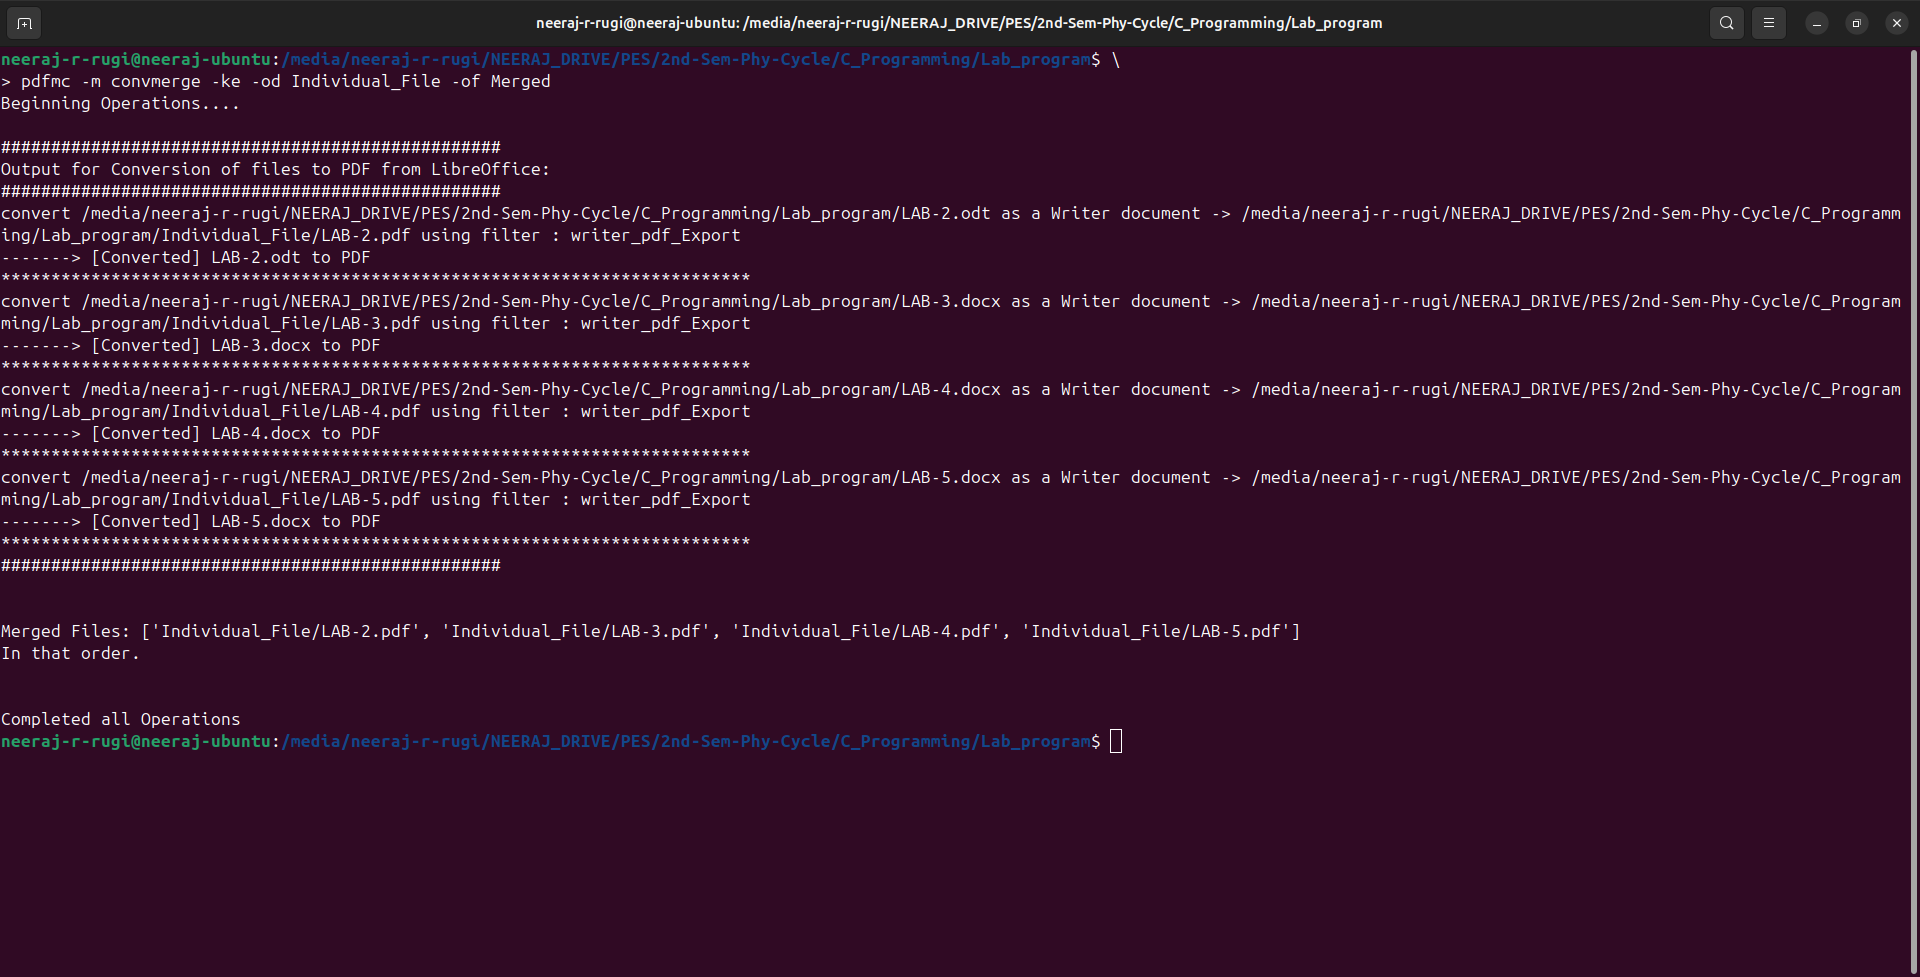 neeraj-r-rugi@neeraj-ubuntu: /media/neeraj-r-rugi/NEERAJ_DRIVE/PES/2nd-Sem-Phy-Cycle/C_Programming/Lab_program
neeraj-r-rugi@neeraj-ubuntu:/media/neeraj-r-rugi/NEERAJ_DRIVE/PES/2nd-Sem-Phy-Cycle/C_Programming/Lab_program$ \
> pdfmc -m convmerge -ke -od Individual_File -of Merged
Beginning Operations....
##################################################
Output for Conversion of files to PDF from LibreOffice:
##################################################
convert /media/neeraj-r-rugi/NEERAJ_DRIVE/PES/2nd-Sem-Phy-Cycle/C_Programming/Lab_program/LAB-2.odt as a Writer document -> /media/neeraj-r-rugi/NEERAJ_DRIVE/PES/2nd-Sem-Phy-Cycle/C_Programm
ing/Lab_program/Individual_File/LAB-2.pdf using filter : writer_pdf_Export
-------> [Converted] LAB-2.odt to PDF
***************************************************************************
convert /media/neeraj-r-rugi/NEERAJ_DRIVE/PES/2nd-Sem-Phy-Cycle/C_Programming/Lab_program/LAB-3.docx as a Writer document -> /media/neeraj-r-rugi/NEERAJ_DRIVE/PES/2nd-Sem-Phy-Cycle/C_Program
ming/Lab_program/Individual_File/LAB-3.pdf using filter : writer_pdf_Export
-------> [Converted] LAB-3.docx to PDF
***************************************************************************
convert /media/neeraj-r-rugi/NEERAJ_DRIVE/PES/2nd-Sem-Phy-Cycle/C_Programming/Lab_program/LAB-4.docx as a Writer document -> /media/neeraj-r-rugi/NEERAJ_DRIVE/PES/2nd-Sem-Phy-Cycle/C_Program
ming/Lab_program/Individual_File/LAB-4.pdf using filter : writer_pdf_Export
-------> [Converted] LAB-4.docx to PDF
***************************************************************************
convert /media/neeraj-r-rugi/NEERAJ_DRIVE/PES/2nd-Sem-Phy-Cycle/C_Programming/Lab_program/LAB-5.docx as a Writer document -> /media/neeraj-r-rugi/NEERAJ_DRIVE/PES/2nd-Sem-Phy-Cycle/C_Program
ming/Lab_program/Individual_File/LAB-5.pdf using filter : writer_pdf_Export
-------> [Converted] LAB-5.docx to PDF
***************************************************************************
##################################################
Merged Files: ['Individual_File/LAB-2.pdf', 'Individual_File/LAB-3.pdf', 'Individual_File/LAB-4.pdf', 'Individual_File/LAB-5.pdf']
In that order.
Completed all Operations
neeraj-r-rugi@neeraj-ubuntu:/media/neeraj-r-rugi/NEERAJ_DRIVE/PES/2nd-Sem-Phy-Cycle/C_Programming/Lab_program$